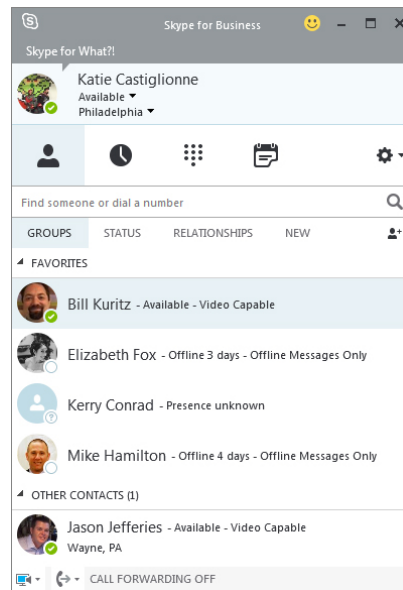 Skype for Business
Skype for What?!
Katie Castiglionne
Available
Philadelphia
Find someone or dial a number
GROUPS STATUS RELATIONSHIPS NEW
FAVORITES
Bill Kuritz - Available - Video Capable
Elizabeth Fox - Offline 3 days - Offline Messages Only
Kerry Conrad - Presence unknown
Mike Hamilton - Offline 4 days - Offline Messages Only
OTHER CONTACTS (1)
Jason Jefferies - Available - Video Capable
Wayne, PA
CALL FORWARDING OFF